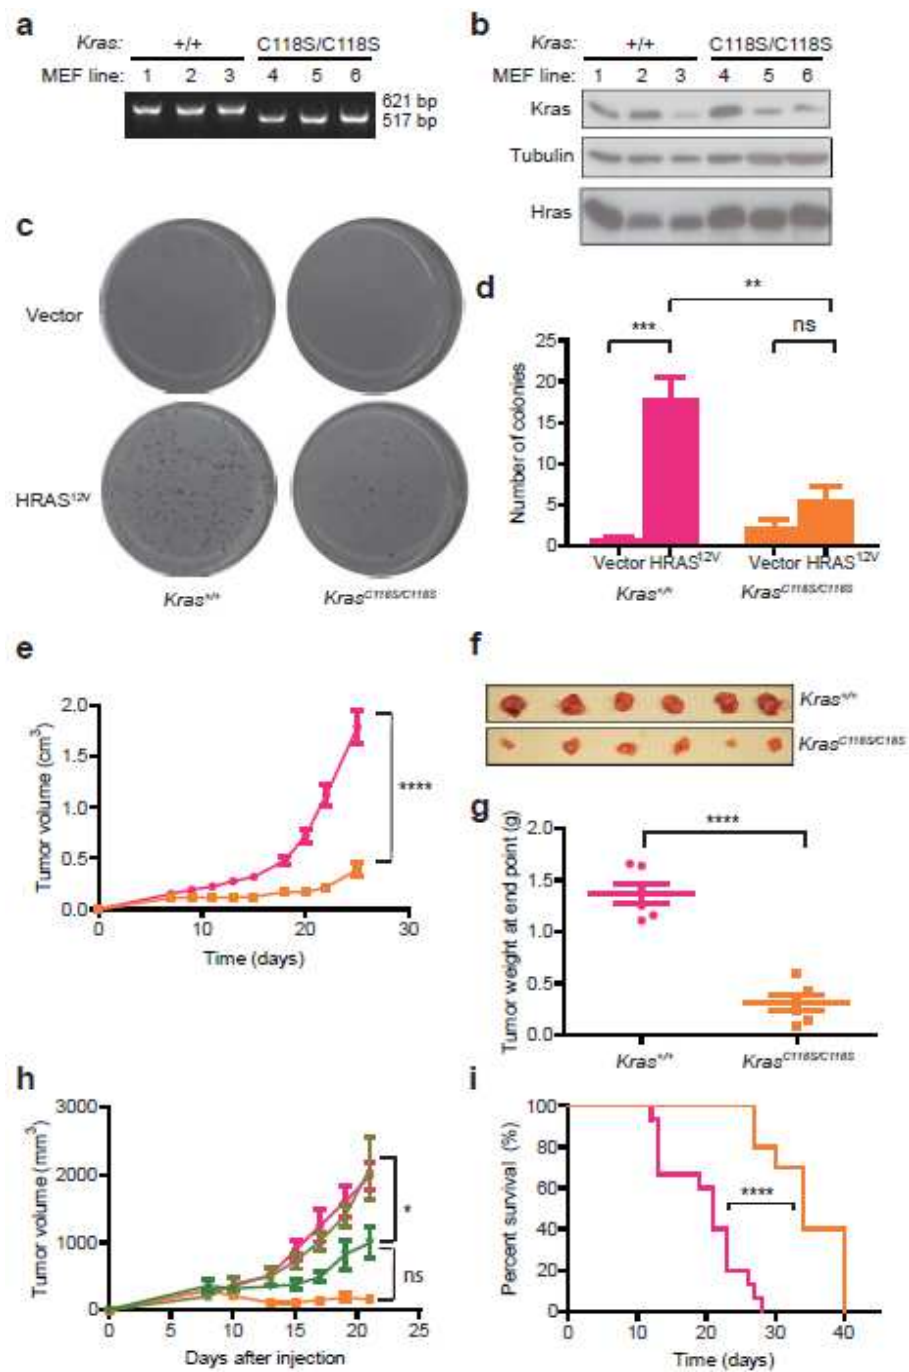 a
Kras: +/+ C118S/C118S
MEF line: 1 2 3 4 5 6
621 bp
517 bp
b
Kras: +/+ C118S/C118S
MEF line: 1 2 3 4 5 6
Kras
Tubulin
Hras
c
Vector
HRAS12V
Kras+/+ KrasC118S/C118S
d
**
*** ns
Number of colonies
25
20
15
10
5
0
Vector HRAS12V Vector HRAS12V
Kras+/+ KrasC118S/C118S
e
Tumor volume (cm3)
2.0
1.5
1.0
0.5
0.0
****
0 10 20 30
Time (days)
f
Kras+/+
KrasC118S/C18S
g
Tumor weight at end point (g)
****
2.0
1.5
1.0
0.5
0.0
Kras+/+ KrasC118S/C118S
h
Tumor volume (mm3)
3000
2000
1000
0
*
ns
0 5 10 15 20 25
Days after injection
i
Percent survival (%)
100
80
60
40
20
0
****
0 10 20 30 40
Time (days)